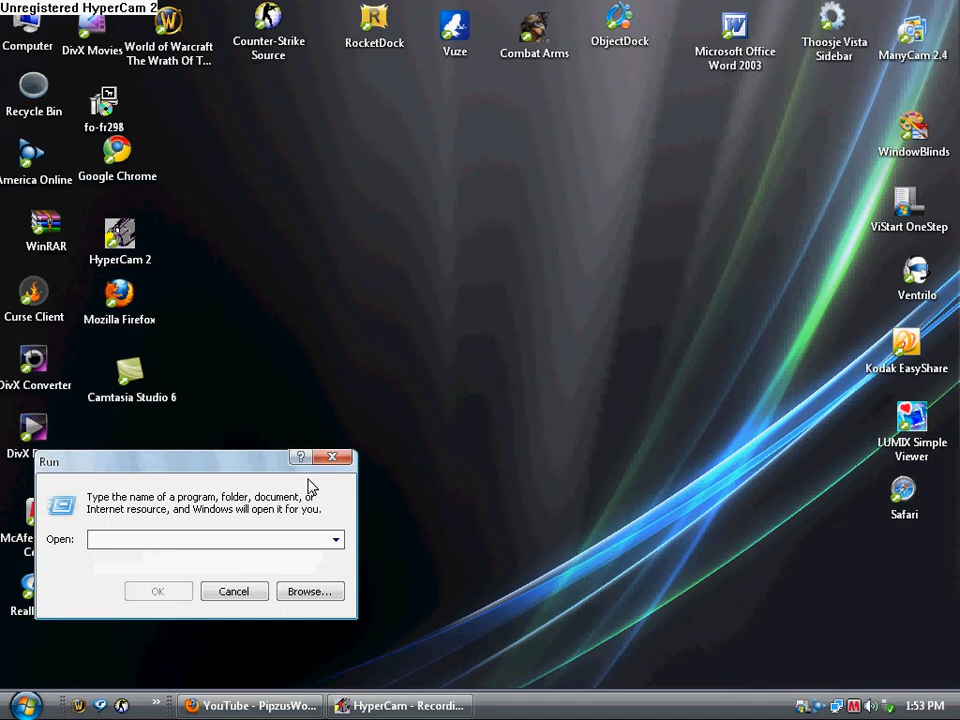 Unregistered HyperCam 2
Computer
DivX Movies
World of Warcraft
The Wrath Of T...
Counter-Strike
Source
RocketDock
Vuze
Combat Arms
ObjectDock
Microsoft Office
Word 2003
Thoosje Vista
Sidebar
ManyCam 2.4
Recycle Bin
fo-fr298
America Online
Google Chrome
WindowBlinds
WinRAR
HyperCam 2
ViStart OneStep
Curse Client
Mozilla Firefox
Ventrilo
DivX Converter
Camtasia Studio 6
Kodak EasyShare
DivX
LUMIX Simple
Viewer
Safari
Run
Type the name of a program, folder, document, or
Internet resource, and Windows will open it for you.
Open:
OK
Cancel
Browse...
YouTube - PipzusWo...
HyperCam - Recordi...
1:53 PM